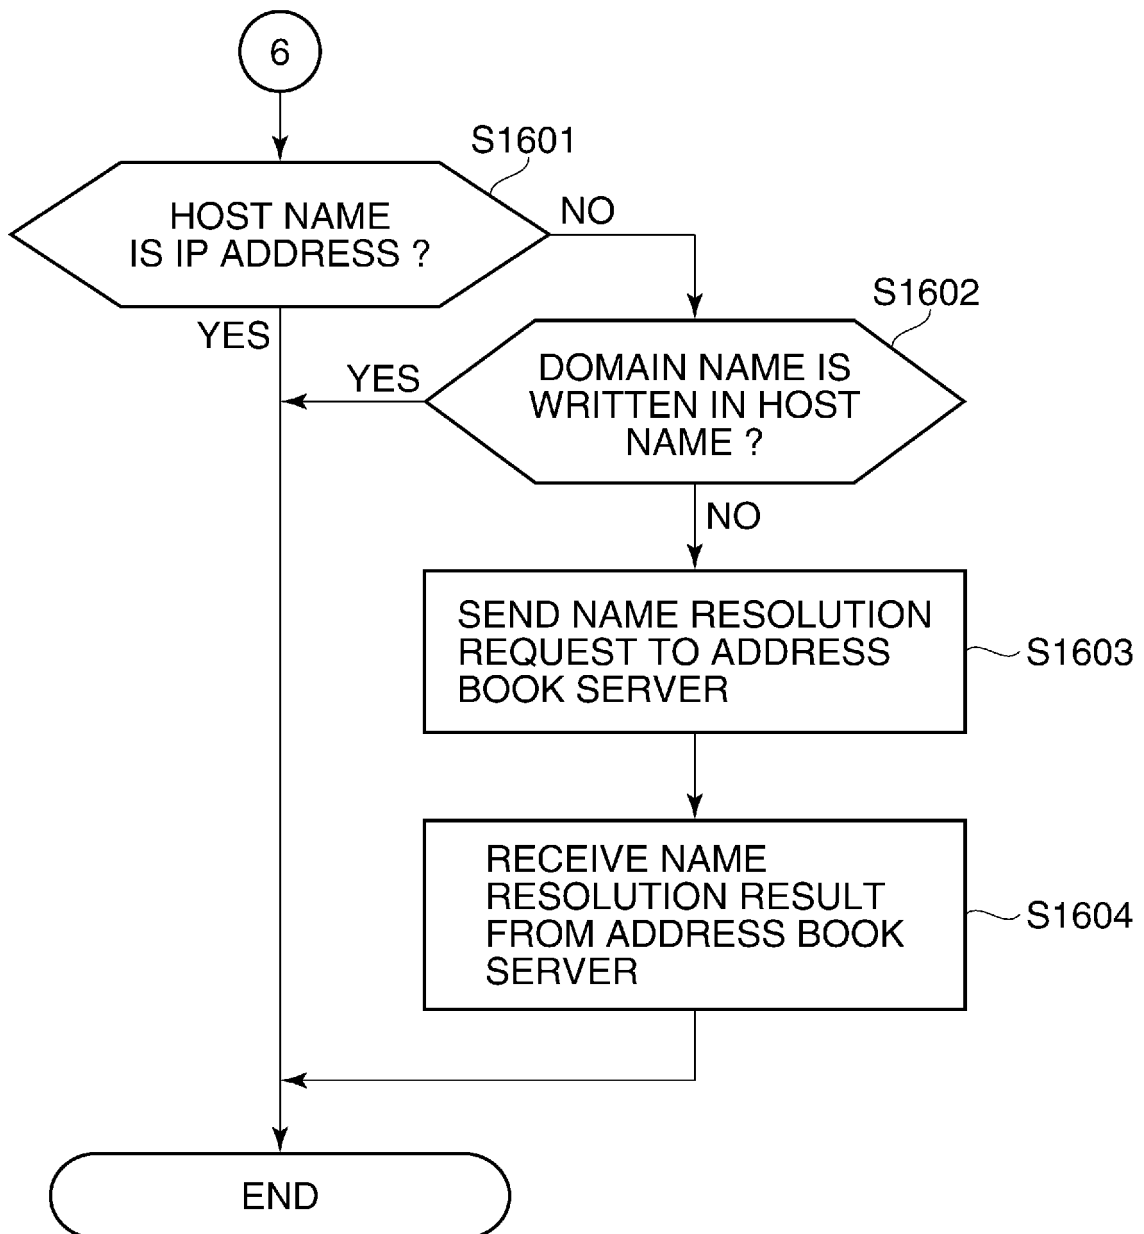 6
S1601
HOST NAME
IS IP ADDRESS ?
NO
YES
S1602
DOMAIN NAME IS
WRITTEN IN HOST
NAME ?
YES
NO
SEND NAME RESOLUTION
REQUEST TO ADDRESS
BOOK SERVER
S1603
RECEIVE NAME
RESOLUTION RESULT
FROM ADDRESS BOOK
SERVER
S1604
END